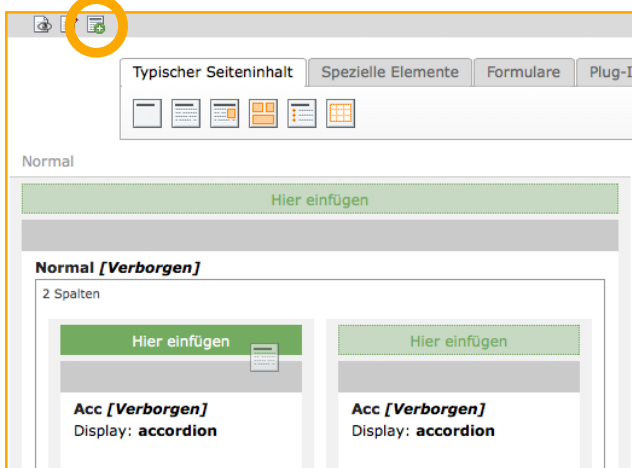 Typischer Seiteninhalt Spezielle Elemente Formulare Plug-I
Normal
Hier einfügen
Normal [Verborgen]
2 Spalten
Hier einfügen Hier einfügen
Acc [Verborgen] Acc [Verborgen]
Display: accordion Display: accordion